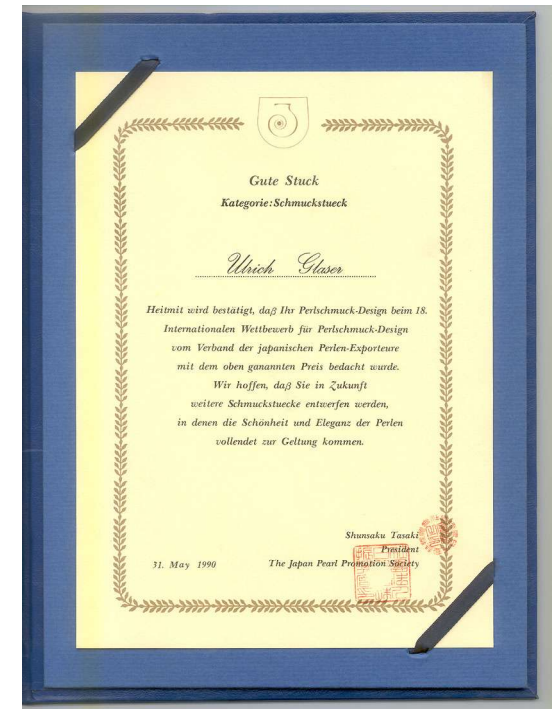 Gute Stuck
Kategorie:Schmuckstueck
Ulrich Glaser
Heitmit wird bestätigt, daß Ihr Perlschmuck-Design beim 18.
Internationalen Wettbewerb für Perlschmuck-Design
vom Verband der japanischen Perlen-Exporteure
mit dem oben ganannten Preis bedacht wurde.
Wir hoffen, daß Sie in Zukunft
weitere Schmuckstuecke entwerfen werden,
in denen die Schönheit und Eleganz der Perlen
vollendet zur Geltung kommen.
Shunsaku Tasaki
President
31. May 1990 The Japan Pearl Promotion Society